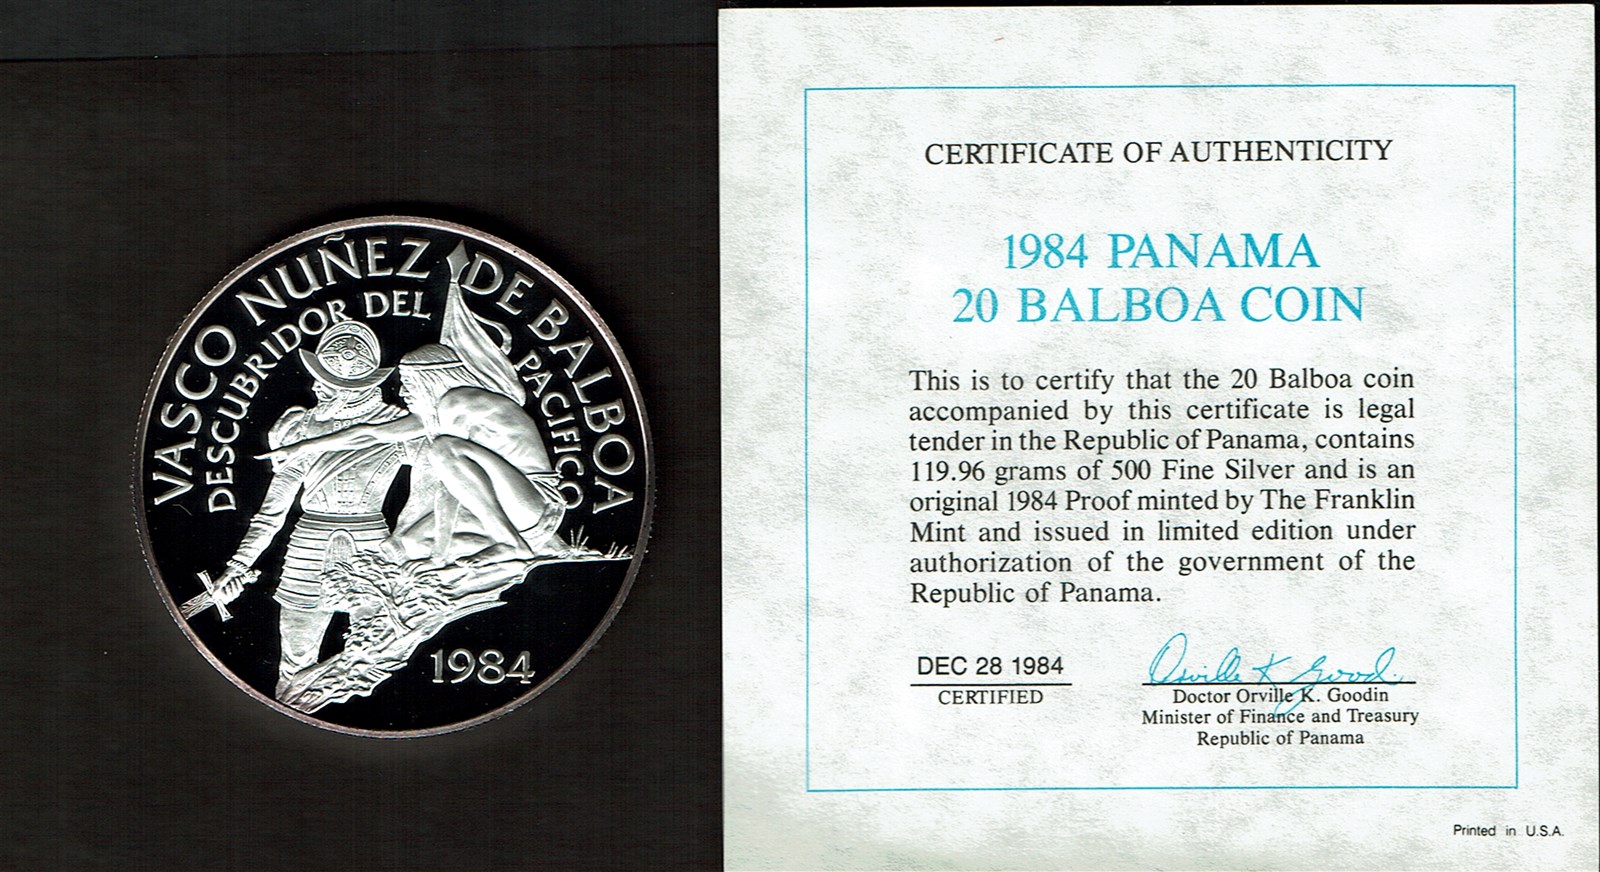 VASCO NUÑEZ DE BALBOA
DESCUBRIDOR DEL PACIFICO
1984
CERTIFICATE OF AUTHENTICITY
1984 PANAMA
20 BALBOA COIN
This is to certify that the 20 Balboa coin
accompanied by this certificate is legal
tender in the Republic of Panama, contains
119.96 grams of 500 Fine Silver and is an
original 1984 Proof minted by The Franklin
Mint and issued in limited edition under
authorization of the government of the
Republic of Panama.
DEC 28 1984
CERTIFIED
Orville K. Goodin
Doctor Orville K. Goodin
Minister of Finance and Treasury
Republic of Panama
Printed in U.S.A.